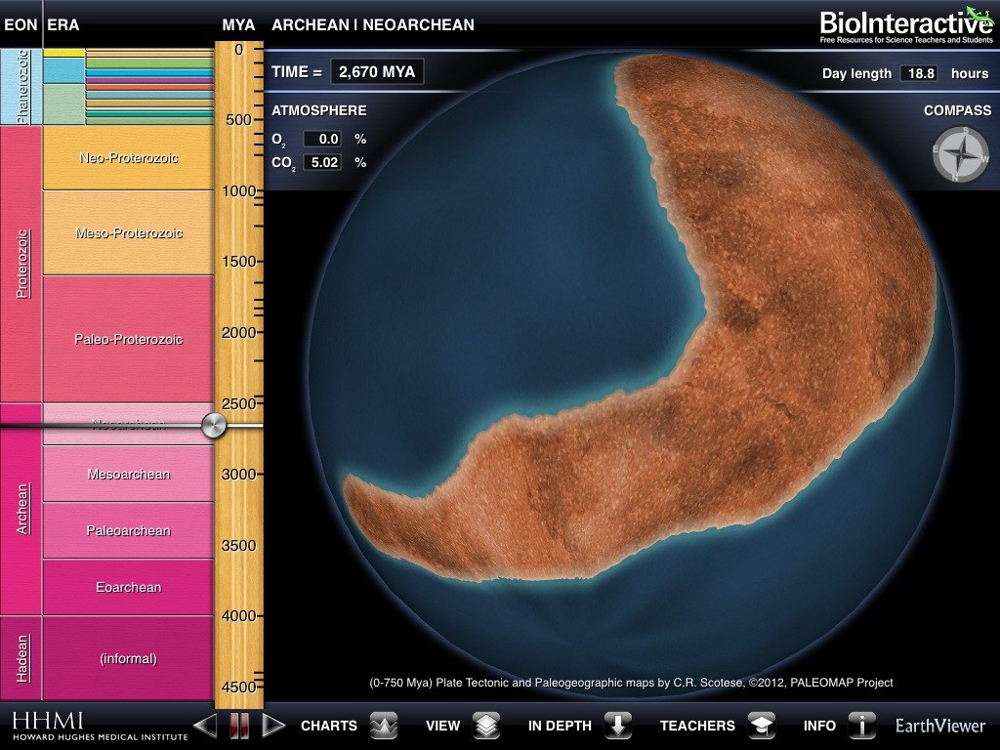 EON ERA MYA ARCHEAN | NEOARCHEAN
BioInteractive
Free Resources for Science Teachers and Students
TIME = 2,670 MYA
Day length 18.8 hours
ATMOSPHERE
O2 0.0 %
CO2 5.02 %
COMPASS
S
E W
N
Phanerozoic
Proterozoic
Archean
Hadean
Neo-Proterozoic
Meso-Proterozoic
Paleo-Proterozoic
Neoarchean
Mesoarchean
Paleoarchean
Eoarchean
(informal)
0
500
1000
1500
2000
2500
3000
3500
4000
4500
(0-750 Mya) Plate Tectonic and Paleogeographic maps by C.R. Scotese, ©2012, PALEOMAP Project
HHMI
HOWARD HUGHES MEDICAL INSTITUTE
CHARTS VIEW IN DEPTH TEACHERS INFO EarthViewer